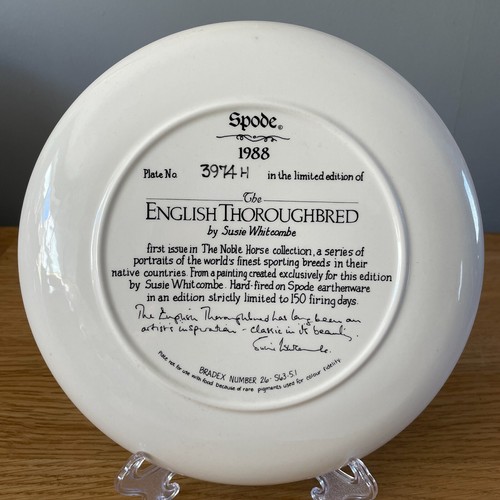 Spode©
1988
Plate No. 3974 H in the limited edition of
The
ENGLISH THOROUGHBRED
by Susie Whitcombe
first issue in The Noble Horse collection, a series of
portraits of the world's finest sporting breeds in their
native countries. From a painting created exclusively for this edition
by Susie Whitcombe. Hard-fired on Spode earthenware
in an edition strictly limited to 150 firing days.
The English Thoroughbred has long been an
artist's inspiration - classic in its beauty.
Susie Whitcombe.
BRADEX NUMBER 26-S63-5.1
Plate not for use with food because of rare pigments used for colour fidelity